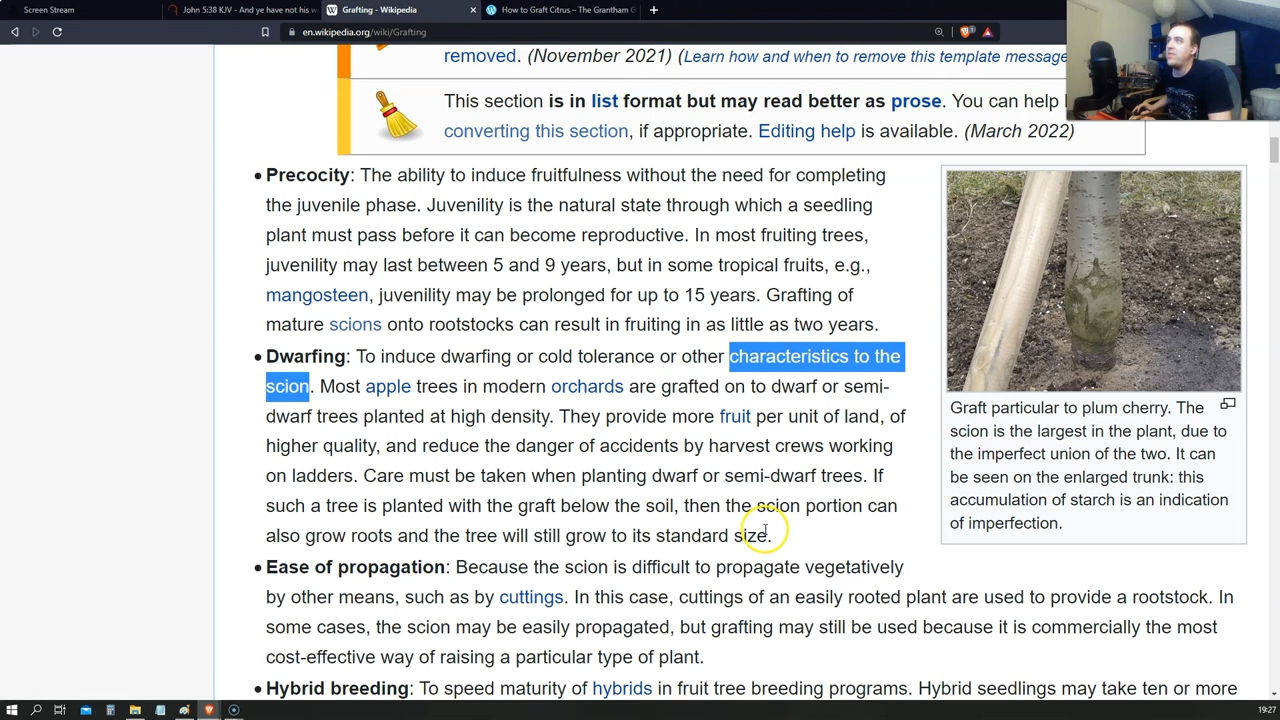 Screen Stream
John 5:38 KJV - And ye have not his w
Grafting - Wikipedia
How to Graft Citrus – The Grantham G
en.wikipedia.org/wiki/Grafting
removed. (November 2021) (Learn how and when to remove this template message
This section is in list format but may read better as prose. You can help
converting this section, if appropriate. Editing help is available. (March 2022)
• Precocity: The ability to induce fruitfulness without the need for completing
the juvenile phase. Juvenility is the natural state through which a seedling
plant must pass before it can become reproductive. In most fruiting trees,
juvenility may last between 5 and 9 years, but in some tropical fruits, e.g.,
mangosteen, juvenility may be prolonged for up to 15 years. Grafting of
mature scions onto rootstocks can result in fruiting in as little as two years.
• Dwarfing: To induce dwarfing or cold tolerance or other characteristics to the
scion. Most apple trees in modern orchards are grafted on to dwarf or semi-
dwarf trees planted at high density. They provide more fruit per unit of land, of
higher quality, and reduce the danger of accidents by harvest crews working
on ladders. Care must be taken when planting dwarf or semi-dwarf trees. If
such a tree is planted with the graft below the soil, then the scion portion can
also grow roots and the tree will still grow to its standard size.
Graft particular to plum cherry. The
scion is the largest in the plant, due to
the imperfect union of the two. It can
be seen on the enlarged trunk: this
accumulation of starch is an indication
of imperfection.
• Ease of propagation: Because the scion is difficult to propagate vegetatively
by other means, such as by cuttings. In this case, cuttings of an easily rooted plant are used to provide a rootstock. In
some cases, the scion may be easily propagated, but grafting may still be used because it is commercially the most
cost-effective way of raising a particular type of plant.
• Hybrid breeding: To speed maturity of hybrids in fruit tree breeding programs. Hybrid seedlings may take ten or more
19:27